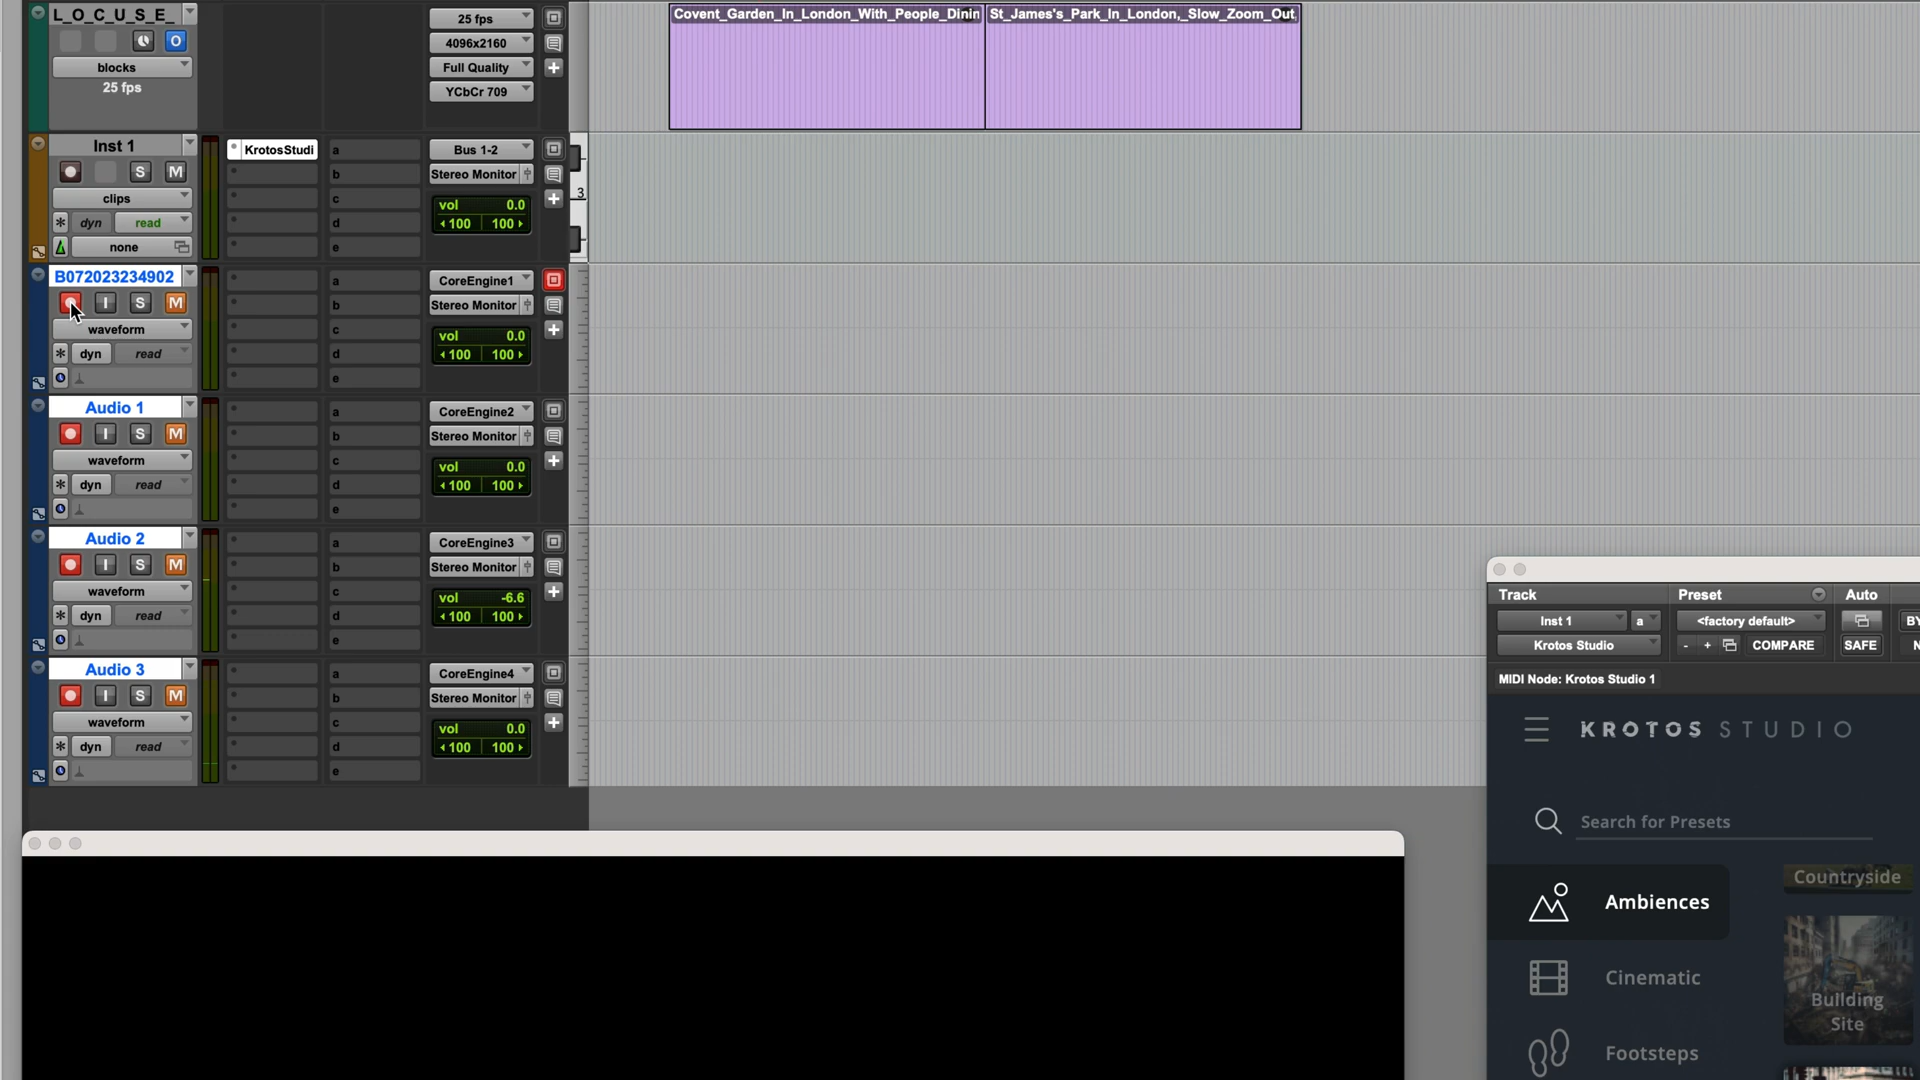 L_O_C_U_S_E_
O
blocks
25 fps
25 fps
4096x2160
Full Quality
YCbCr 709
Covent_Garden_In_London_With_People_Dinin
St_James's_Park_In_London,_Slow_Zoom_Out
Inst 1
S M
clips
* dyn read
none
KrotosStudi
a
b
c
d
e
Bus 1-2
Stereo Monitor
vol 0.0
100 100
3
B072023234902
I S M
waveform
* dyn read
a
b
c
d
e
CoreEngine1
Stereo Monitor
vol 0.0
100 100
Audio 1
I S M
waveform
* dyn read
a
b
c
d
e
CoreEngine2
Stereo Monitor
vol 0.0
100 100
Audio 2
I S M
waveform
* dyn read
a
b
c
d
e
CoreEngine3
Stereo Monitor
vol -6.6
100 100
Audio 3
I S M
waveform
* dyn read
a
b
c
d
e
CoreEngine4
Stereo Monitor
vol 0.0
100 100
Track Preset Auto
Inst 1 a <factory default> BY
Krotos Studio - + COMPARE SAFE N
MIDI Node: Krotos Studio 1
KROTOS STUDIO
Search for Presets
Ambiences
Cinematic
Footsteps
Countryside
Building
Site